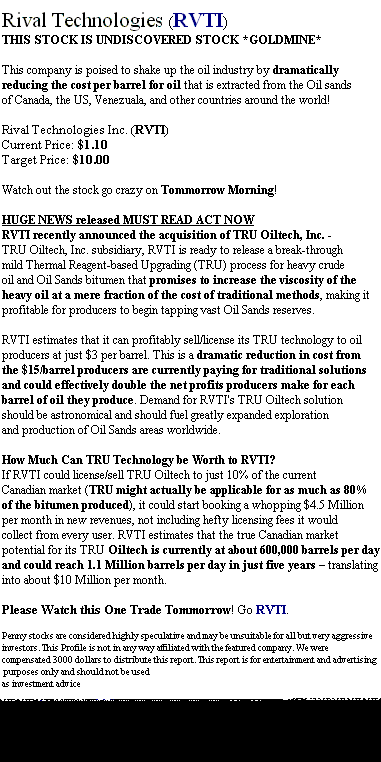 Rival Technologies (RVTI)
THIS STOCK IS UNDISCOVERED STOCK *GOLDMINE*
This company is poised to shake up the oil industry by dramatically
reducing the cost per barrel for oil that is extracted from the Oil sands
of Canada, the US, Venezuala, and other countries around the world!
Rival Technologies Inc. (RVTI)
Current Price: $1.10
Target Price: $10.00
Watch out the stock go crazy on Tommorrow Morning!
HUGE NEWS released MUST READ ACT NOW
RVTI recently announced the acquisition of TRU Oiltech, Inc. -
TRU Oiltech, Inc. subsidiary, RVTI is ready to release a break-through
mild Thermal Reagent-based Upgrading (TRU) process for heavy crude
oil and Oil Sands bitumen that promises to increase the viscosity of the
heavy oil at a mere fraction of the cost of traditional methods, making it
profitable for producers to begin tapping vast Oil Sands reserves.
RVTI estimates that it can profitably sell/license its TRU technology to oil
producers at just $3 per barrel. This is a dramatic reduction in cost from
the $15/barrel producers are currently paying for traditional solutions
and could effectively double the net profits producers make for each
barrel of oil they produce. Demand for RVTI's TRU Oiltech solution
should be astronomical and should fuel greatly expanded exploration
and production of Oil Sands areas worldwide.
How Much Can TRU Technology be Worth to RVTI?
If RVTI could license/sell TRU Oiltech to just 10% of the current
Canadian market (TRU might actually be applicable for as much as 80%
of the bitumen produced), it could start booking a whopping $4.5 Million
per month in new revenues, not including hefty licensing fees it would
collect from every user. RVTI estimates that the true Canadian market
potential for its TRU Oiltech is currently at about 600,000 barrels per day
and could reach 1.1 Million barrels per day in just five years – translating
into about $10 Million per month.
Please Watch this One Trade Tommorrow! Go RVTI.
Penny stocks are considered highly speculative and may be unsuitable for all but very aggressive
investors. This Profile is not in any way affiliated with the featured company. We were
compensated 3000 dollars to distribute this report. This report is for entertainment and advertising
purposes only and should not be used
as investment advice